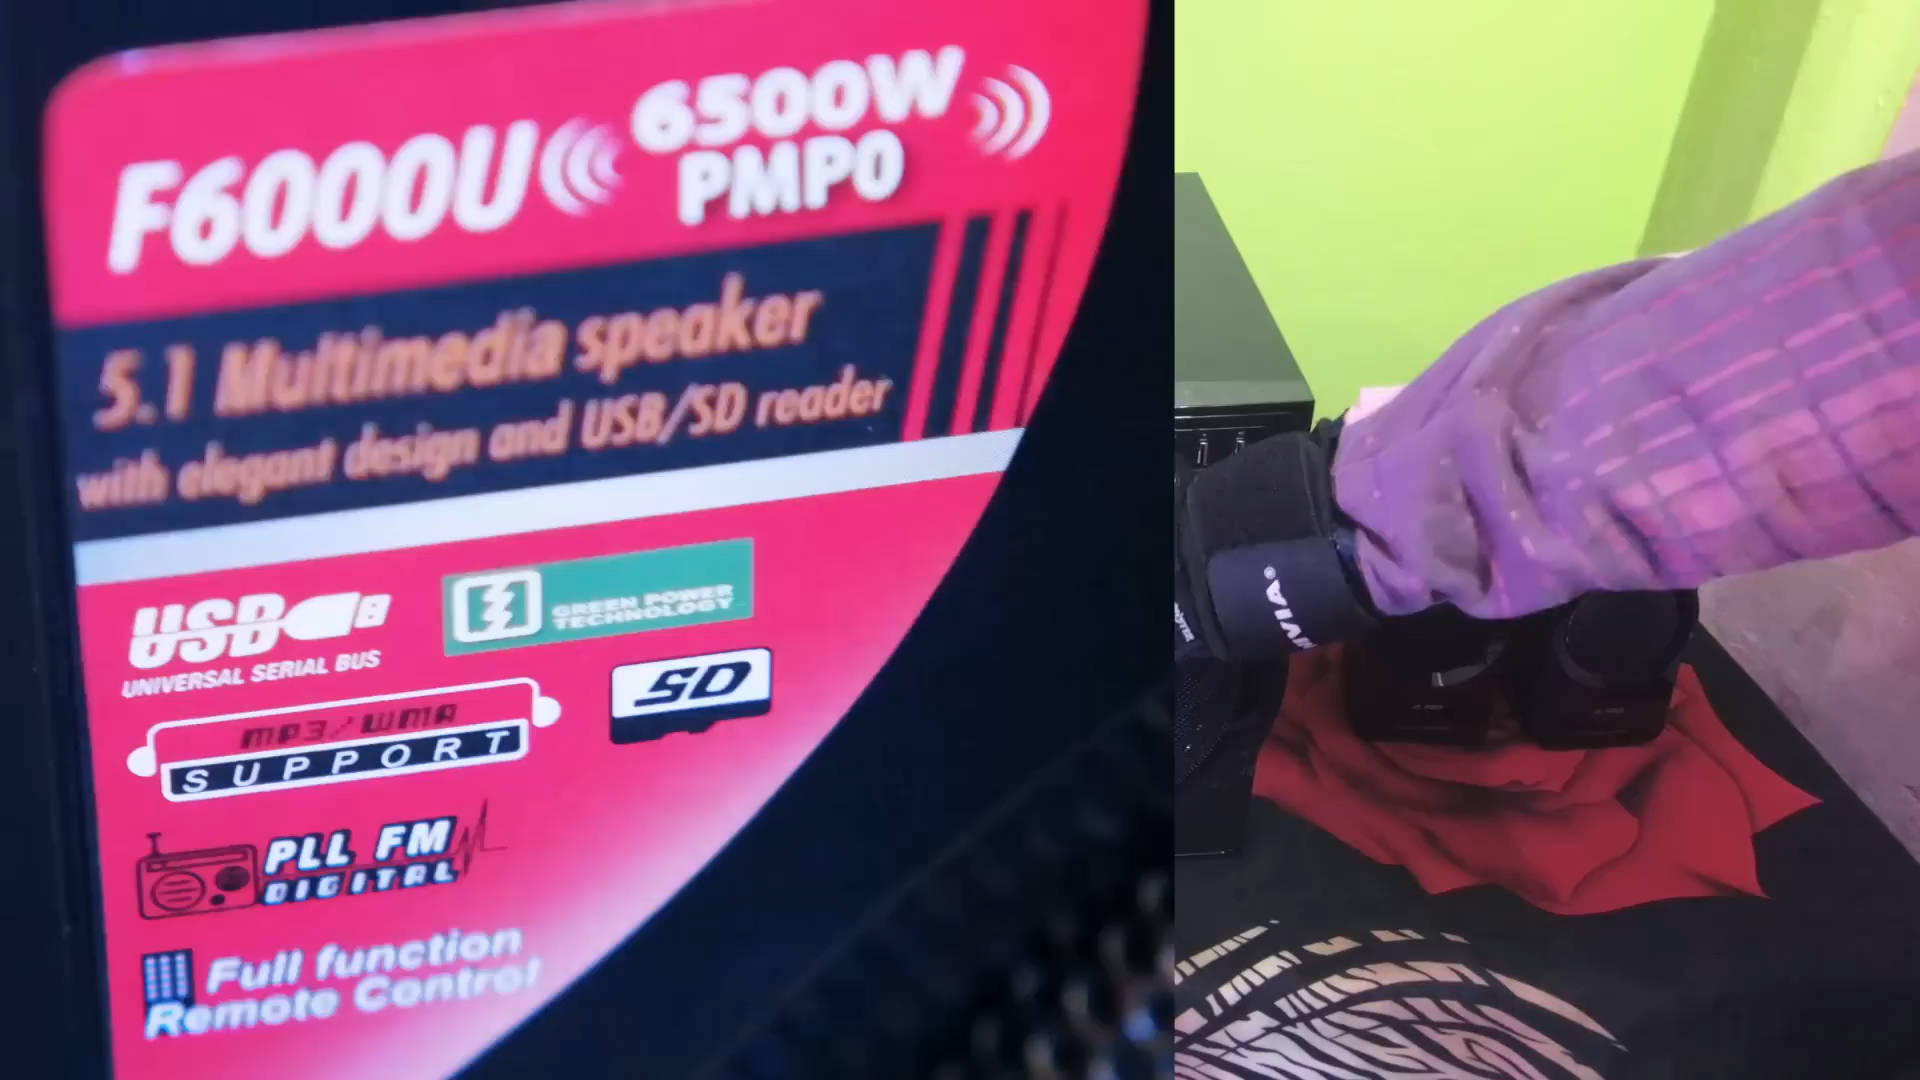 F6000U
6500W
PMPO
5.1 Multimedia speaker
with elegant design and USB/SD reader
USB
UNIVERSAL SERIAL BUS
GREEN POWER
TECHNOLOGY
mp3/wma
SUPPORT
SD
PLL FM
DIGITAL
Full function
Remote Control